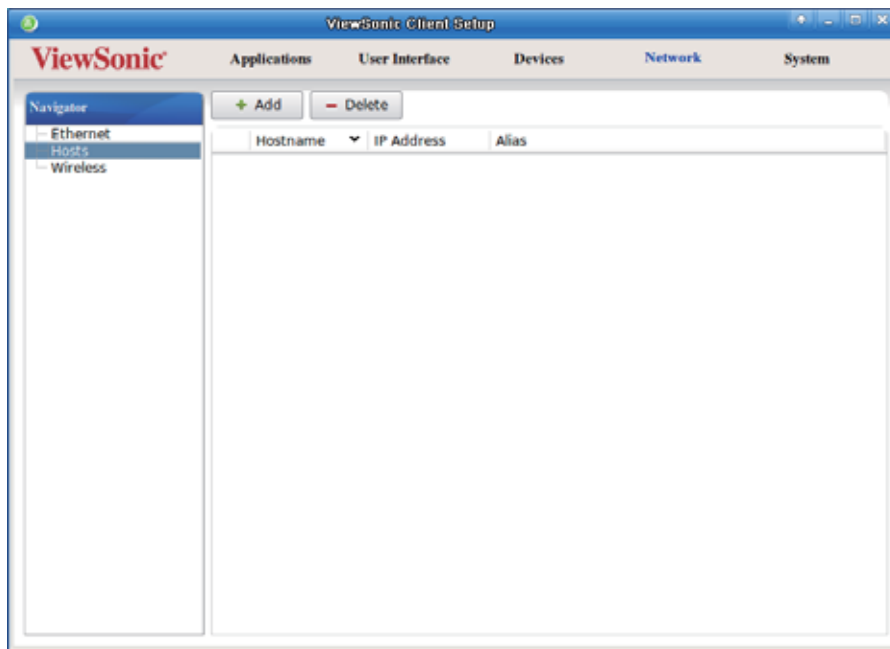 ViewSonic Client Setup
ViewSonic®
Applications User Interface Devices Network System
Navigator
+ Add - Delete
Ethernet
Hosts
Wireless
Hostname IP Address Alias